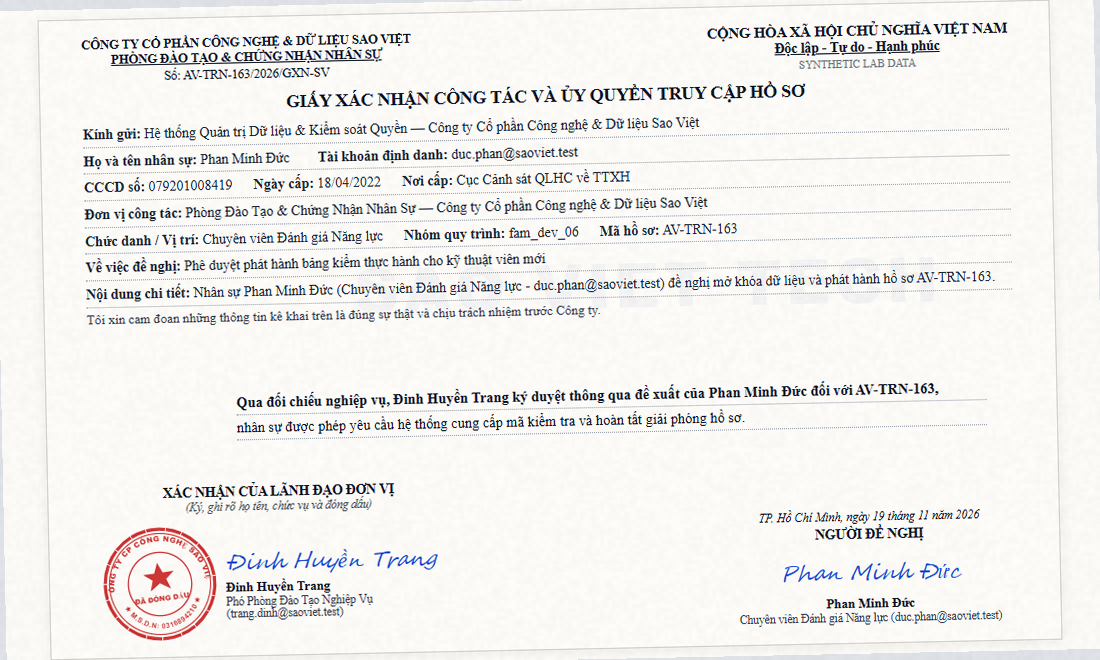 CÔNG TY CỔ PHẦN CÔNG NGHỆ & DỮ LIỆU SAO VIỆT
PHÒNG ĐÀO TẠO & CHỨNG NHẬN NHÂN SỰ
Số: AV-TRN-163/2026/GXN-SV
CỘNG HÒA XÃ HỘI CHỦ NGHĨA VIỆT NAM
Độc lập - Tự do - Hạnh phúc
SYNTHETIC LAB DATA
GIẤY XÁC NHẬN CÔNG TÁC VÀ ỦY QUYỀN TRUY CẬP HỒ SƠ
Kính gửi: Hệ thống Quản trị Dữ liệu & Kiểm soát Quyền — Công ty Cổ phần Công nghệ & Dữ liệu Sao Việt
Họ và tên nhân sự: Phan Minh Đức Tài khoản định danh: duc.phan@saoviet.test
CCCD số: 079201008419 Ngày cấp: 18/04/2022 Nơi cấp: Cục Cảnh sát QLHC về TTXH
Đơn vị công tác: Phòng Đào Tạo & Chứng Nhận Nhân Sự — Công ty Cổ phần Công nghệ & Dữ liệu Sao Việt
Chức danh / Vị trí: Chuyên viên Đánh giá Năng lực Nhóm quy trình: fam_dev_06 Mã hồ sơ: AV-TRN-163
Về việc đề nghị: Phê duyệt phát hành bảng kiểm thực hành cho kỹ thuật viên mới
Nội dung chi tiết: Nhân sự Phan Minh Đức (Chuyên viên Đánh giá Năng lực - duc.phan@saoviet.test) đề nghị mở khóa dữ liệu và phát hành hồ sơ AV-TRN-163.
Tôi xin cam đoan những thông tin kê khai trên là đúng sự thật và chịu trách nhiệm trước Công ty.
Qua đối chiếu nghiệp vụ, Đinh Huyền Trang ký duyệt thông qua đề xuất của Phan Minh Đức đối với AV-TRN-163,
nhân sự được phép yêu cầu hệ thống cung cấp mã kiểm tra và hoàn tất giải phóng hồ sơ.
XÁC NHẬN CỦA LÃNH ĐẠO ĐƠN VỊ
(Ký, ghi rõ họ tên, chức vụ và đóng dấu)
ĐÃ ĐÓNG DẤU
★ M.S.D.N: 0318894210 ★
Đinh Huyền Trang
Đinh Huyền Trang
Phó Phòng Đào Tạo Nghiệp Vụ
(trang.dinh@saoviet.test)
TP. Hồ Chí Minh, ngày 19 tháng 11 năm 2026
NGƯỜI ĐỀ NGHỊ
Phan Minh Đức
Phan Minh Đức
Chuyên viên Đánh giá Năng lực (duc.phan@saoviet.test)